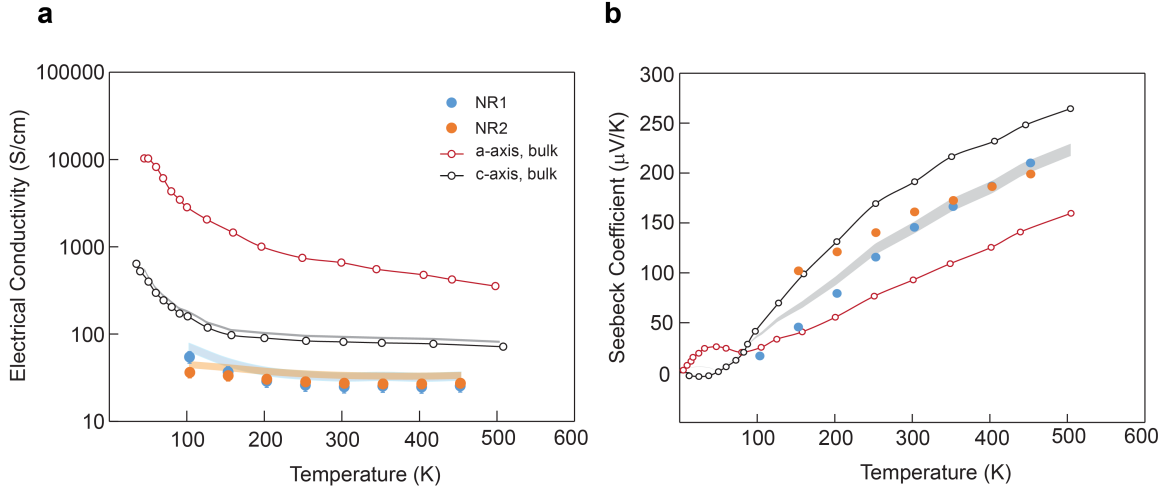 a
b
100000
10000
1000
100
10
Electrical Conductivity (S/cm)
NR1
NR2
a-axis, bulk
c-axis, bulk
100
200
300
400
500
600
Temperature (K)
300
250
200
150
100
50
0
Seebeck Coefficient (μV/K)
100
200
300
400
500
600
Temperature (K)